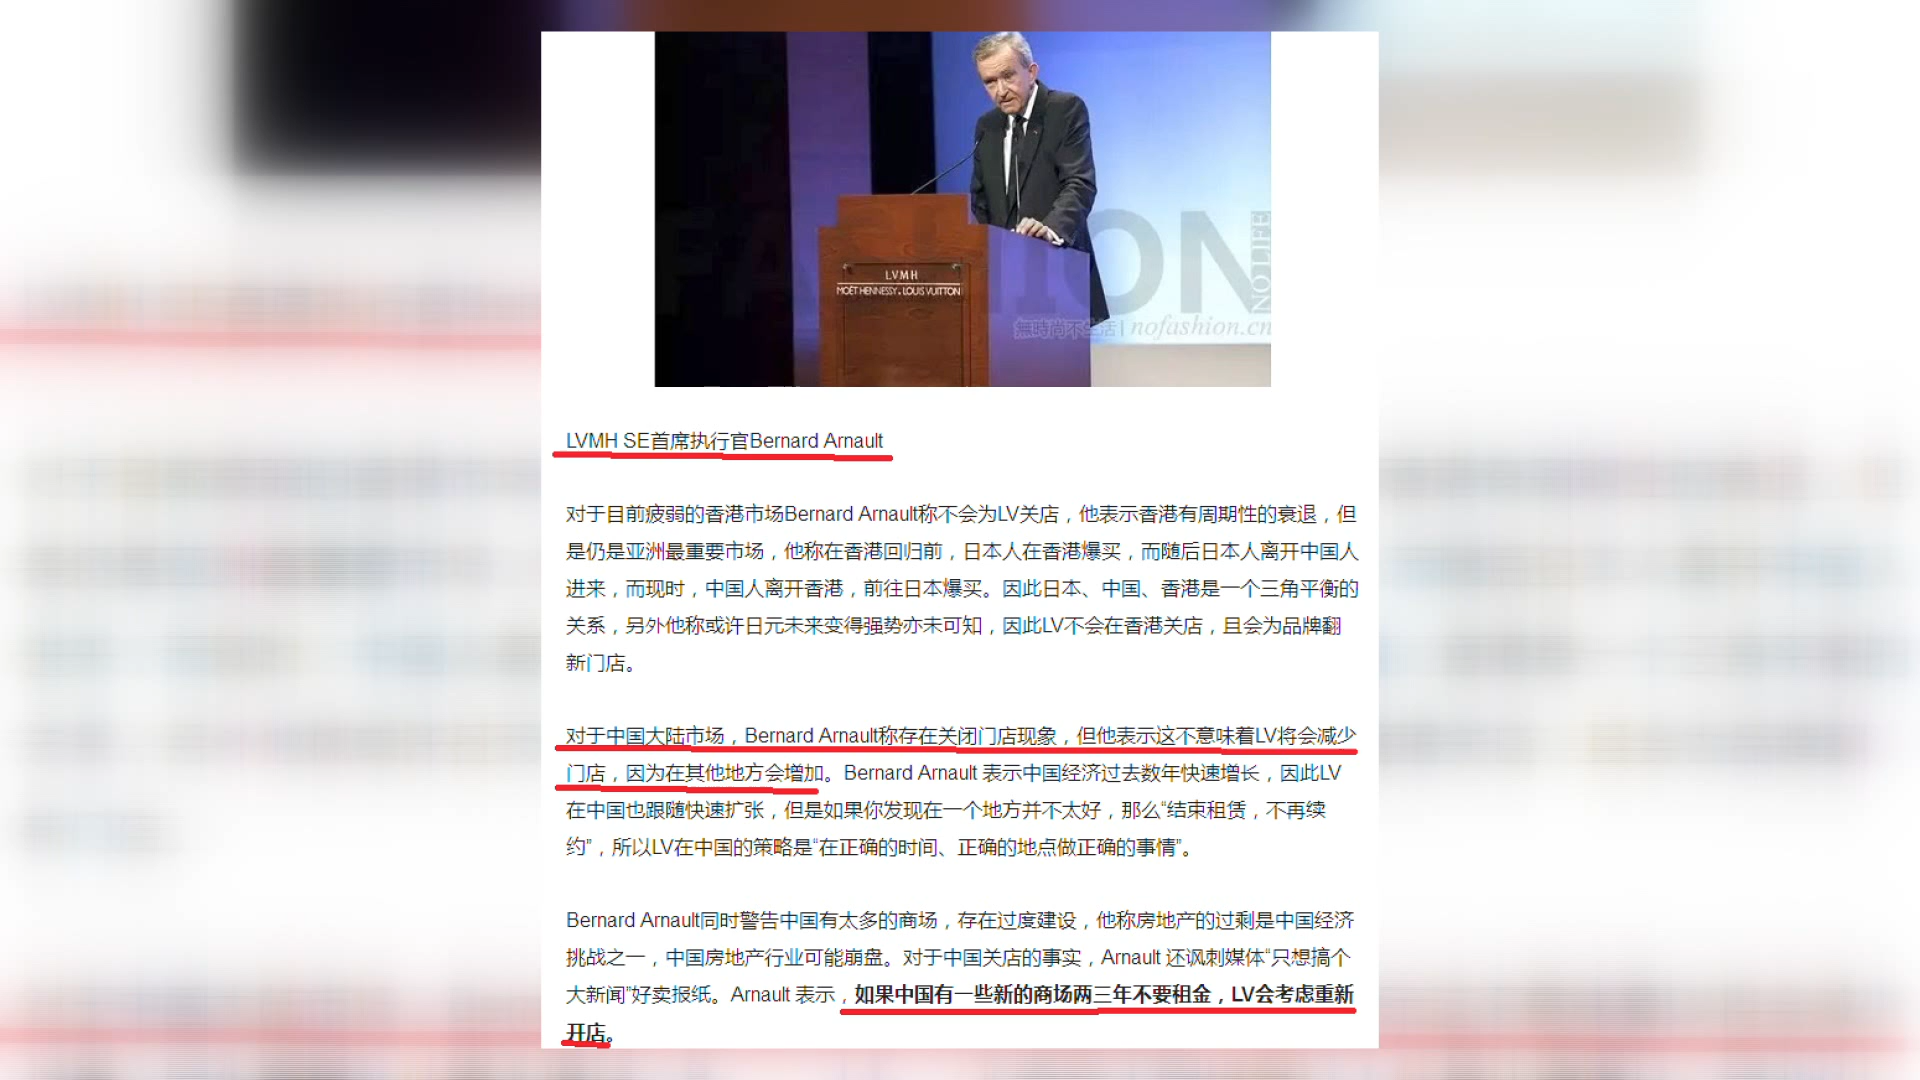 FASHION
NO LIFE
LVMH
MOËT HENNESSY. LOUIS VUITTON
無時尚不生活 | nofashion.cn
LVMH SE首席执行官Bernard Arnault
对于目前疲弱的香港市场Bernard Arnault称不会为LV关店，他表示香港有周期性的衰退，但
是仍是亚洲最重要市场，他称在香港回归前，日本人在香港爆买，而随后日本人离开中国人
进来，而现时，中国人离开香港，前往日本爆买。因此日本、中国、香港是一个三角平衡的
关系，另外他称或许日元未来变得强势亦未可知，因此LV不会在香港关店，且会为品牌翻
新门店。
对于中国大陆市场，Bernard Arnault称存在关闭门店现象，但他表示这不意味着LV将会减少
门店，因为在其他地方会增加。Bernard Arnault 表示中国经济过去数年快速增长，因此LV
在中国也跟随快速扩张，但是如果你发现在一个地方并不太好，那么“结束租赁，不再续
约”，所以LV在中国的策略是“在正确的时间、正确的地点做正确的事情”。
Bernard Arnault同时警告中国有太多的商场，存在过度建设，他称房地产的过剩是中国经济
挑战之一，中国房地产行业可能崩盘。对于中国关店的事实，Arnault 还讽刺媒体“只想搞个
大新闻”好卖报纸。Arnault 表示，如果中国有一些新的商场两三年不要租金，LV会考虑重新
开店。